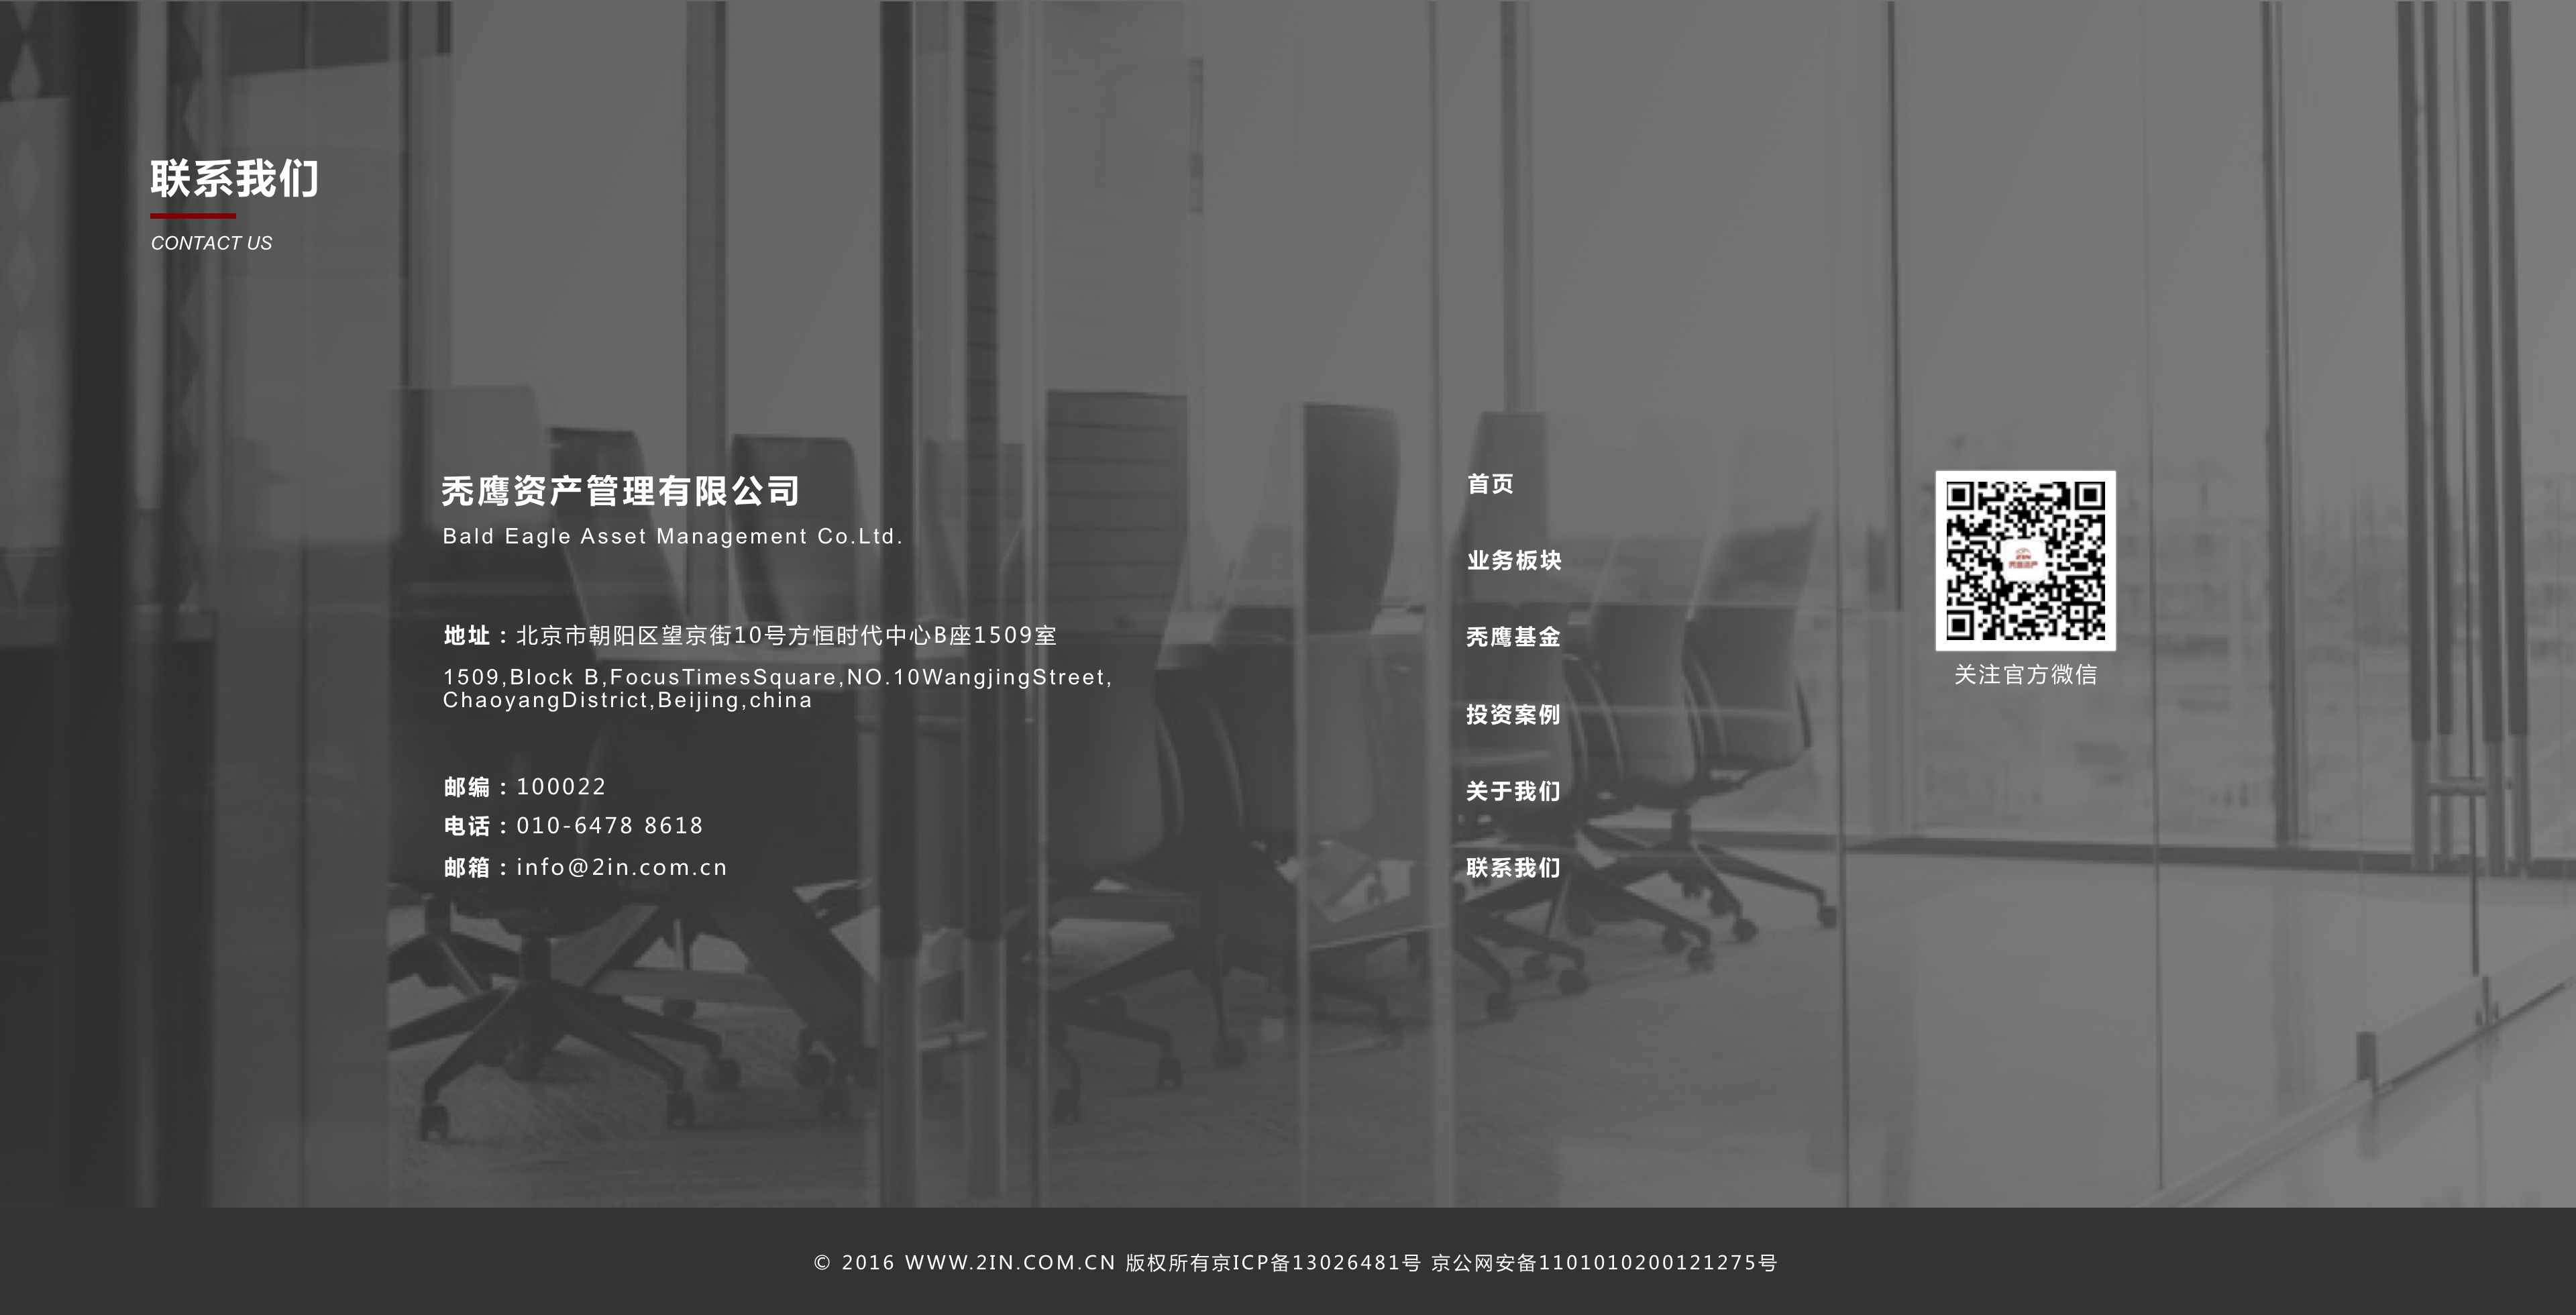 联系我们
CONTACT US
秃鹰资产管理有限公司
Bald Eagle Asset Management Co.Ltd.
地址：北京市朝阳区望京街10号方恒时代中心B座1509室
1509,Block B,FocusTimesSquare,NO.10WangjingStreet,
ChaoyangDistrict,Beijing,china
邮编：100022
电话：010-6478 8618
邮箱：info@2in.com.cn
首页
业务板块
秃鹰基金
投资案例
关于我们
联系我们
关注官方微信
© 2016 WWW.2IN.COM.CN 版权所有京ICP备13026481号 京公网安备1101010200121275号